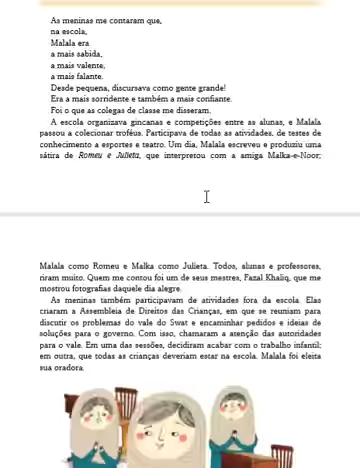 As meninas me contaram que,
na escola,
Malala era
a mais sabida,
a mais valente,
a mais falante.
Desde pequena, discursava como gente grande!
Era a mais sorridente e também a mais confiante.
Foi o que as colegas de classe me disseram.
A escola organizava gincanas e competições entre as alunas, e Malala
passou a colecionar troféus. Participava de todas as atividades, de testes de
conhecimento a esportes e teatro. Um dia, Malala escreveu e produziu uma
sátira de Romeu e Julieta, que interpretou com a amiga Malka-e-Noor;
Malala como Romeu e Malka como Julieta. Todos, alunas e professores,
riram muito. Quem me contou foi um de seus mestres, Fazal Khaliq, que me
mostrou fotografias daquele dia alegre.
As meninas também participavam de atividades fora da escola. Elas
criaram a Assembleia de Direitos das Crianças, em que se reuniam para
discutir os problemas do vale do Swat e encaminhar pedidos e ideias de
soluções para o governo. Com isso, chamaram a atenção das autoridades
para o vale. Em uma das sessões, decidiram acabar com o trabalho infantil;
em outra, que todas as crianças deveriam estar na escola. Malala foi eleita
sua oradora.